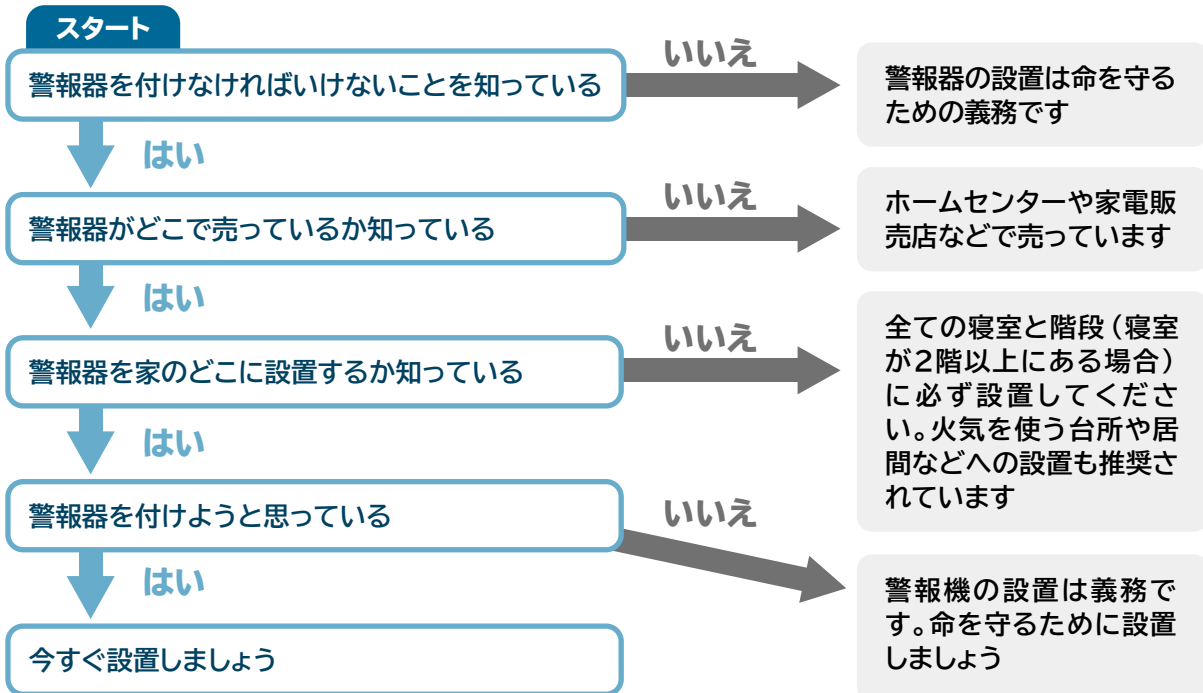 スタート
警報器を付けなければいけないことを知っている
いいえ
警報器の設置は命を守る
ための義務です
はい
警報器がどこで売っているか知っている
いいえ
ホームセンターや家電販
売店などで売っています
はい
警報器を家のどこに設置するか知っている
いいえ
全ての寝室と階段(寝室
が2階以上にある場合)
に必ず設置してくださ
い。火気を使う台所や居
間などへの設置も推奨さ
れています
はい
警報器を付けようと思っている
いいえ
警報機の設置は義務で
す。命を守るために設置
しましょう
はい
今すぐ設置しましょう